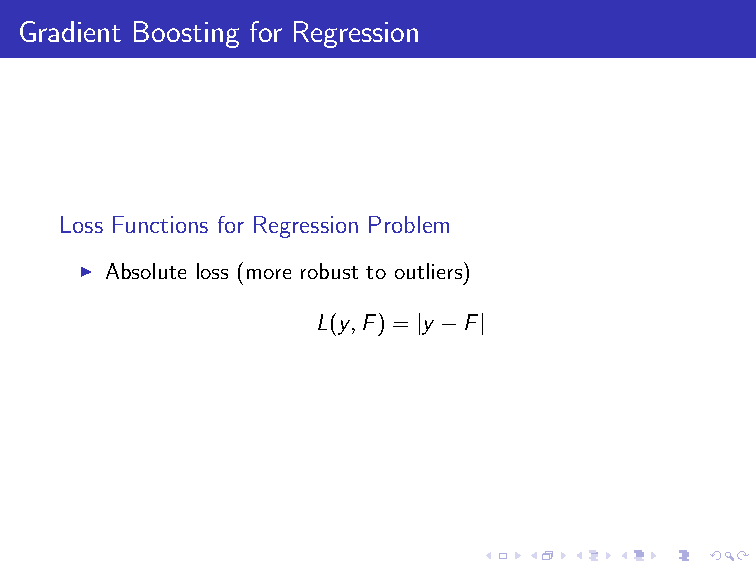 Gradient Boosting for Regression
Loss Functions for Regression Problem
▶ Absolute loss (more robust to outliers)
L(y, F) = |y − F|